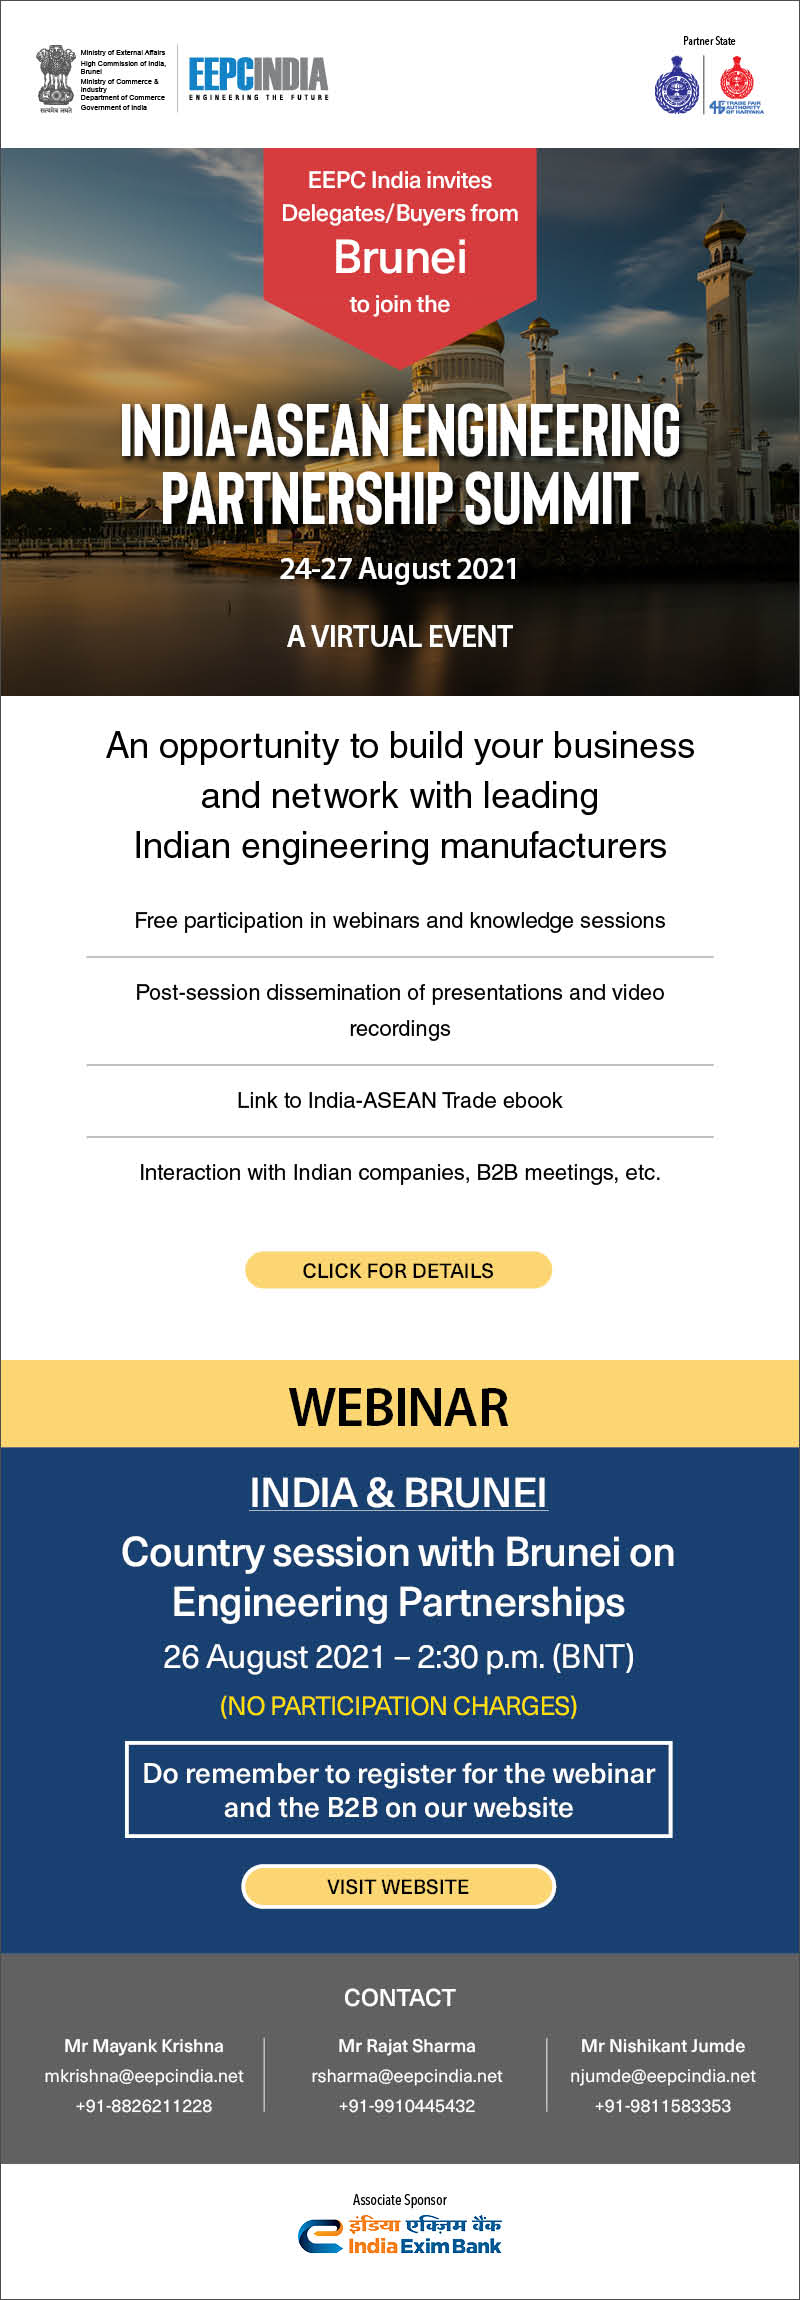 Ministry of External Affairs
High Commission of India,
Brunei
Ministry of Commerce &
Industry
Department of Commerce
Government of India
सत्यमेव जयते
EEPCINDIA
ENGINEERING THE FUTURE
Partner State
TRADE FAIR
AUTHORITY
OF HARYANA
EEPC India invites
Delegates/Buyers from
Brunei
to join the
INDIA-ASEAN ENGINEERING
PARTNERSHIP SUMMIT
24-27 August 2021
A VIRTUAL EVENT
An opportunity to build your business
and network with leading
Indian engineering manufacturers
Free participation in webinars and knowledge sessions
Post-session dissemination of presentations and video
recordings
Link to India-ASEAN Trade ebook
Interaction with Indian companies, B2B meetings, etc.
CLICK FOR DETAILS
WEBINAR
INDIA & BRUNEI
Country session with Brunei on
Engineering Partnerships
26 August 2021 – 2:30 p.m. (BNT)
(NO PARTICIPATION CHARGES)
Do remember to register for the webinar
and the B2B on our website
VISIT WEBSITE
CONTACT
Mr Mayank Krishna
mkrishna@eepcindia.net
+91-8826211228
Mr Rajat Sharma
rsharma@eepcindia.net
+91-9910445432
Mr Nishikant Jumde
njumde@eepcindia.net
+91-9811583353
Associate Sponsor
इंडिया एक्ज़िम बैंक
India Exim Bank